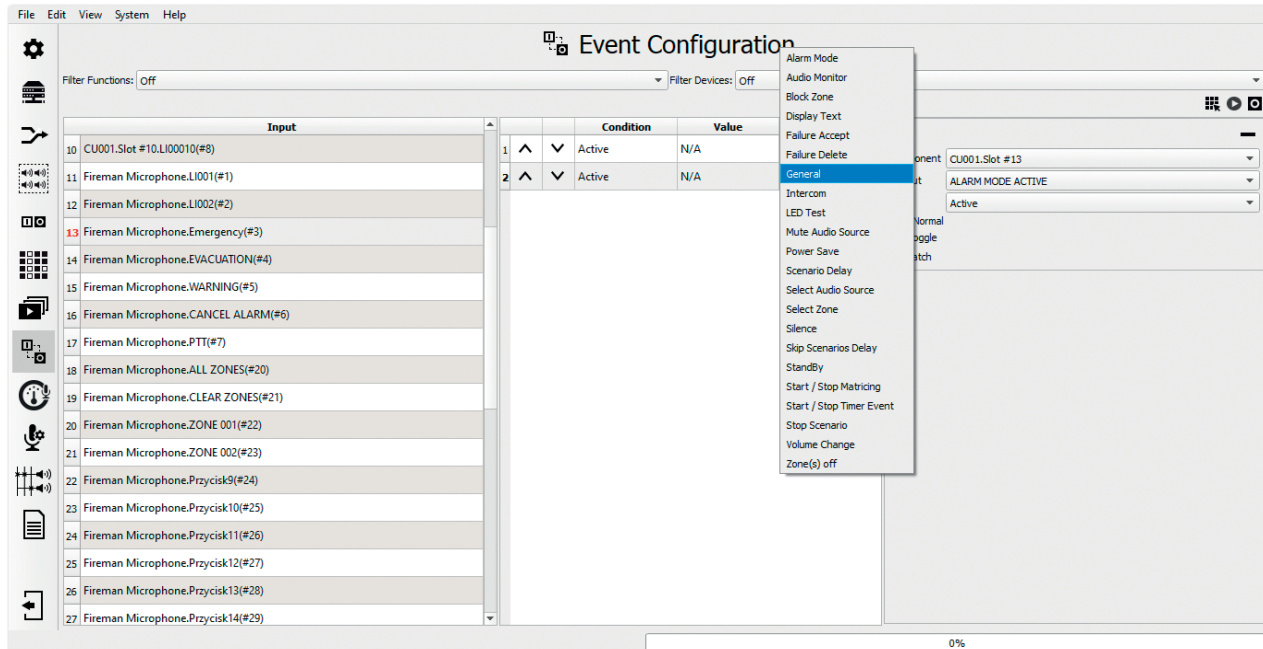 File Edit View System Help
Event Configuration
Filter Functions: Off Filter Devices: Off
Input
10 CU001.Slot #10.LI00010(#8)
11 Fireman Microphone.LI001(#1)
12 Fireman Microphone.LI002(#2)
13 Fireman Microphone.Emergency(#3)
14 Fireman Microphone.EVACUATION(#4)
15 Fireman Microphone.WARNING(#5)
16 Fireman Microphone.CANCEL ALARM(#6)
17 Fireman Microphone.PTT(#7)
18 Fireman Microphone.ALL ZONES(#20)
19 Fireman Microphone.CLEAR ZONES(#21)
20 Fireman Microphone.ZONE 001(#22)
21 Fireman Microphone.ZONE 002(#23)
22 Fireman Microphone.Przycisk9(#24)
23 Fireman Microphone.Przycisk10(#25)
24 Fireman Microphone.Przycisk11(#26)
25 Fireman Microphone.Przycisk12(#27)
26 Fireman Microphone.Przycisk13(#28)
27 Fireman Microphone.Przycisk14(#29)
Condition Value
1 Active N/A
2 Active N/A
Alarm Mode
Audio Monitor
Block Zone
Display Text
Failure Accept
Failure Delete
General
Intercom
LED Test
Mute Audio Source
Power Save
Scenario Delay
Select Audio Source
Select Zone
Silence
Skip Scenarios Delay
StandBy
Start / Stop Matricing
Start / Stop Timer Event
Stop Scenario
Volume Change
Zone(s) off
onent CU001.Slot #13
ut ALARM MODE ACTIVE
Active
Normal
oggle
atch
0%